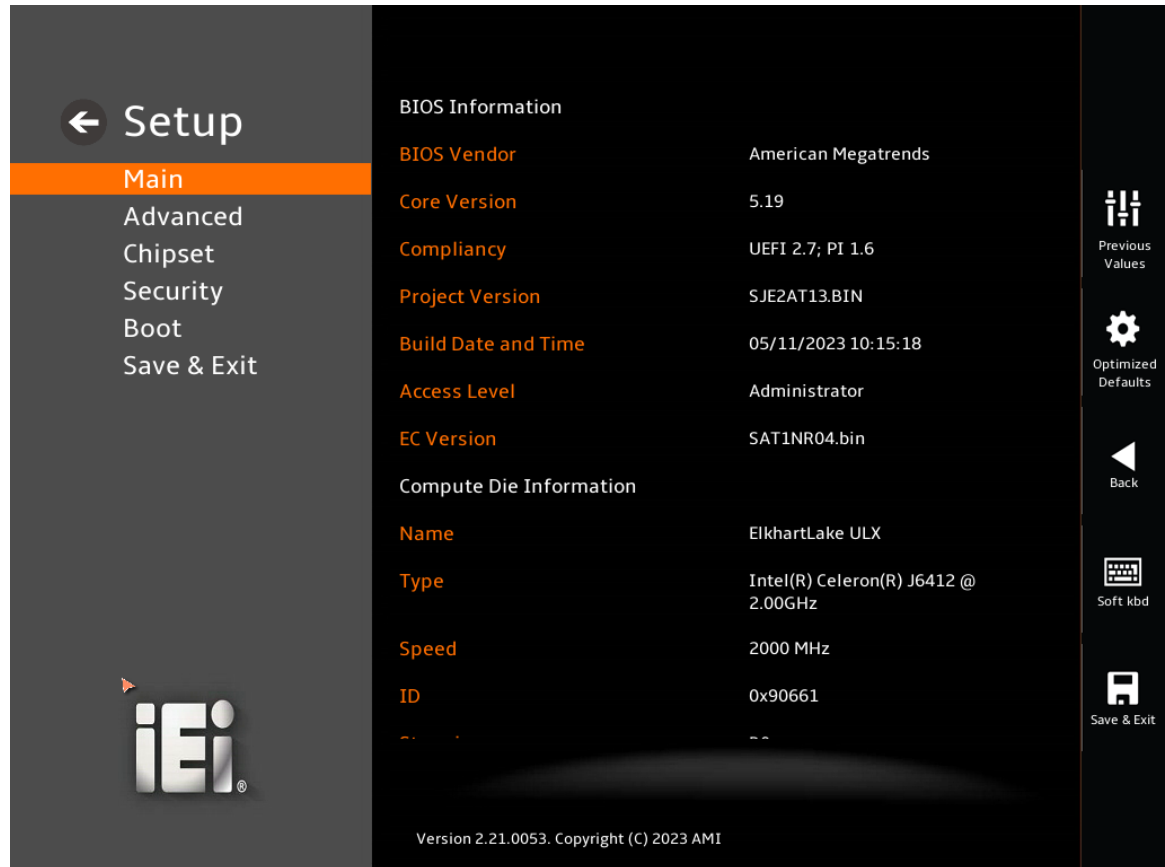 Setup
Main
Advanced
Chipset
Security
Boot
Save & Exit
iEi®
BIOS Information
BIOS Vendor American Megatrends
Core Version 5.19
Compliancy UEFI 2.7; PI 1.6
Project Version SJE2AT13.BIN
Build Date and Time 05/11/2023 10:15:18
Access Level Administrator
EC Version SAT1NR04.bin
Compute Die Information
Name ElkhartLake ULX
Type Intel(R) Celeron(R) J6412 @
2.00GHz
Speed 2000 MHz
ID 0x90661
Version 2.21.0053. Copyright (C) 2023 AMI
Previous
Values
Optimized
Defaults
Back
Soft kbd
Save & Exit